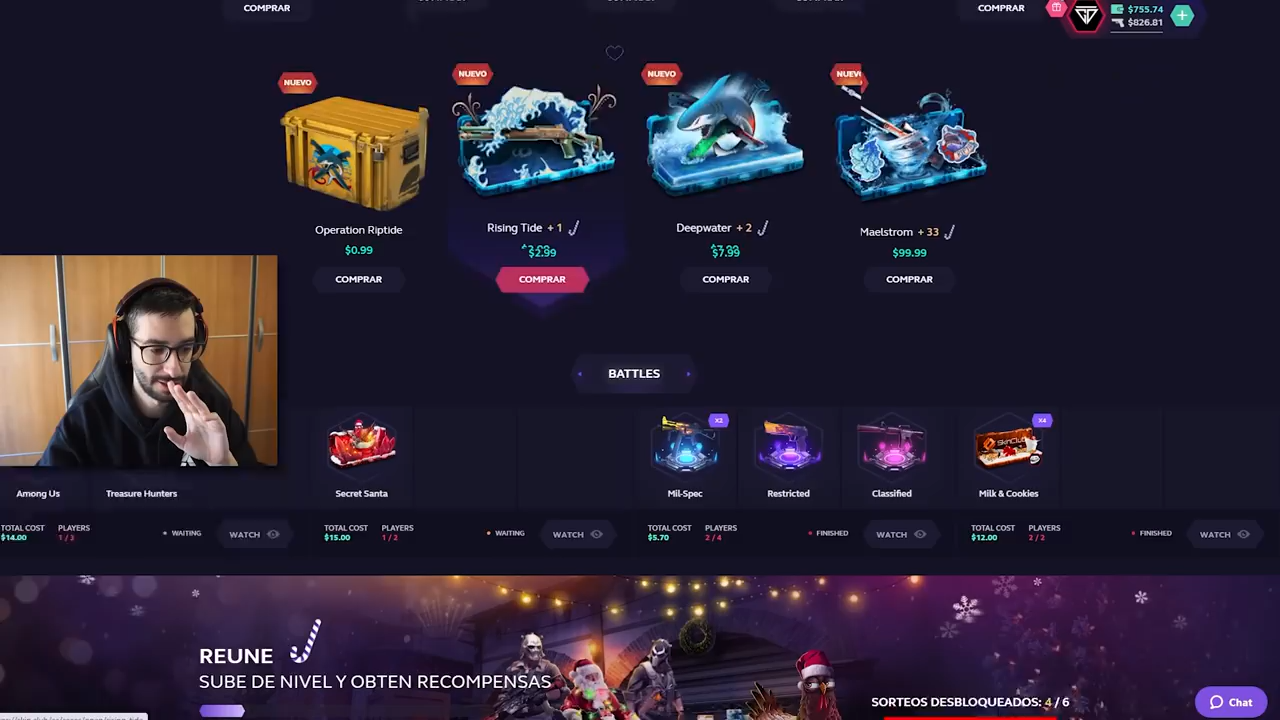 COMPRAR
COMPRAR
$755.74
$826.81
NUEVO
NUEVO
NUEVO
NUEV
Operation Riptide
$0.99
COMPRAR
Rising Tide + 1
$2.99
COMPRAR
Deepwater + 2
$7.99
COMPRAR
Maelstrom + 33
$99.99
COMPRAR
BATTLES
X2
X4
Among Us
Treasure Hunters
Secret Santa
Mil-Spec
Restricted
Classified
Milk & Cookies
TOTAL COST
$14.00
PLAYERS
1 / 3
WAITING
WATCH
TOTAL COST
$15.00
PLAYERS
1 / 2
WAITING
WATCH
TOTAL COST
$5.70
PLAYERS
2 / 4
FINISHED
WATCH
TOTAL COST
$12.00
PLAYERS
2 / 2
FINISHED
WATCH
REUNE
SUBE DE NIVEL Y OBTEN RECOMPENSAS
SORTEOS DESBLOQUEADOS: 4 / 6
Chat